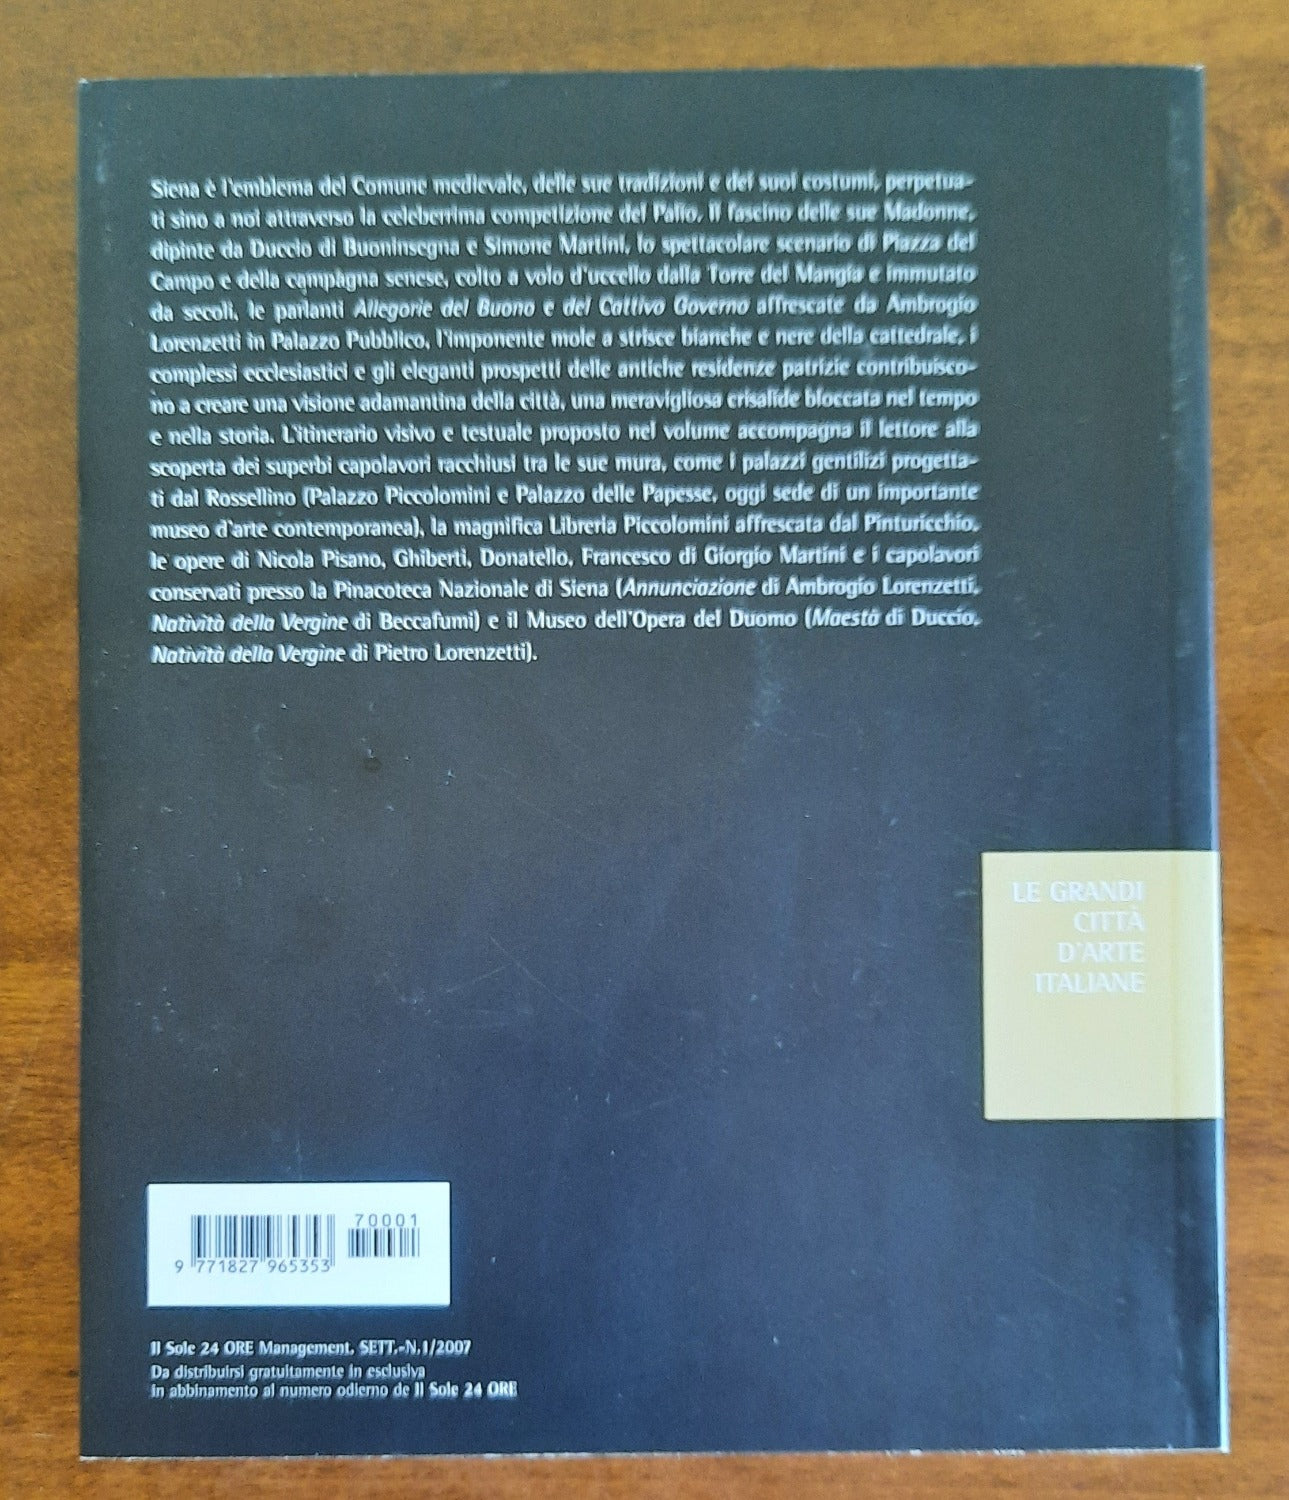 Siena è l'emblema del Comune medievale, delle sue tradizioni e dei suoi costumi, perpetua-
ti sino a noi attraverso la celeberrima competizione del Palio. Il fascino delle sue Madonne,
dipinte da Duccio di Buoninsegna e Simone Martini, lo spettacolare scenario di Piazza del
Campo e della campagna senese, colto a volo d'uccello dalla Torre del Mangia e immutato
da secoli, le parlanti Allegorie del Buono e del Cattivo Governo affrescate da Ambrogio
Lorenzetti in Palazzo Pubblico, l'imponente mole a strisce bianche e nere della cattedrale, i
complessi ecclesiastici e gli eleganti prospetti delle antiche residenze patrizie contribuisco-
no a creare una visione adamantina della città, una meravigliosa crisalide bloccata nel tempo
e nella storia. L'itinerario visivo e testuale proposto nel volume accompagna il lettore alla
scoperta dei superbi capolavori racchiusi tra le sue mura, come i palazzi gentilizi progetta-
ti dal Rossellino (Palazzo Piccolomini e Palazzo delle Papesse, oggi sede di un importante
museo d'arte contemporanea), la magnifica Libreria Piccolomini affrescata dal Pinturicchio,
le opere di Nicola Pisano, Ghiberti, Donatello, Francesco di Giorgio Martini e i capolavori
conservati presso la Pinacoteca Nazionale di Siena (Annunciazione di Ambrogio Lorenzetti,
Natività della Vergine di Beccafumi) e il Museo dell'Opera del Duomo (Maestà di Duccio,
Natività della Vergine di Pietro Lorenzetti).
LE GRANDI
CITTÀ
D'ARTE
ITALIANE
70001
9 771827 965353
Il Sole 24 ORE Management, SETT.-N.1/2007
Da distribuirsi gratuitamente in esclusiva
in abbinamento al numero odierno de Il Sole 24 ORE